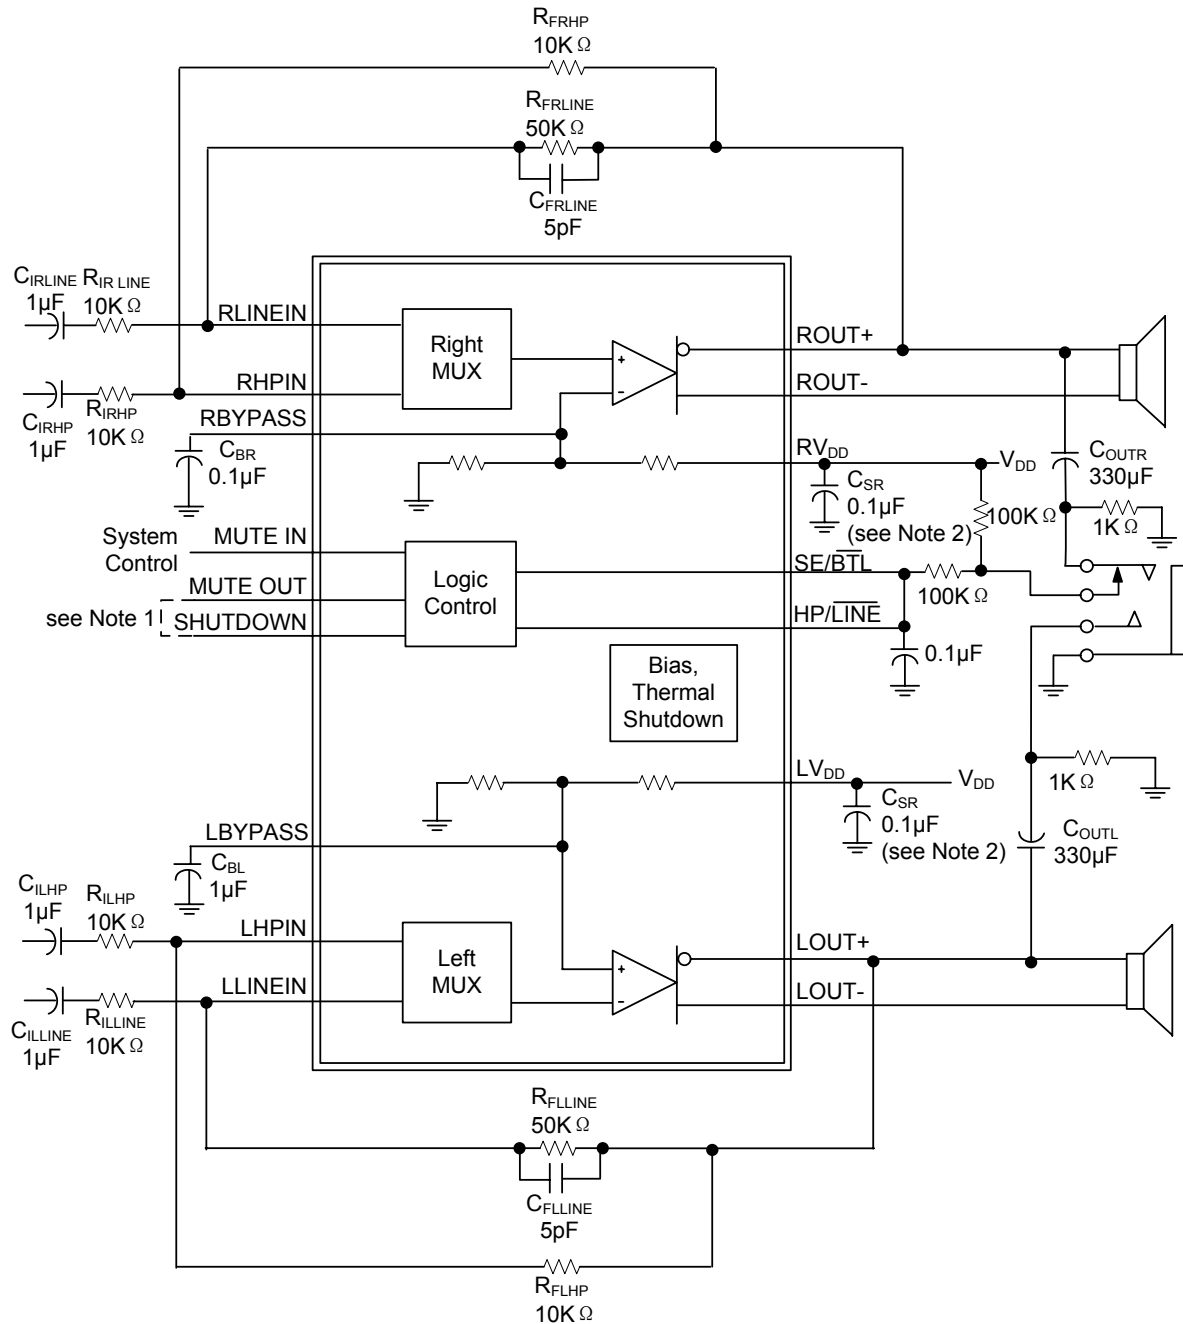 RFRHP
10K Ω
RFRLINE
50K Ω
CFRLINE
5pF
CIRLINE
1µF
RIR LINE
10K Ω
RLINEIN
Right
MUX
+
-
ROUT+
ROUT-
RHPIN
CIRHP
1µF
RIRHP
10K Ω
RBYPASS
CBR
0.1µF
RVDD
VDD
CSR
0.1µF
(see Note 2)
100K Ω
COUTR
330µF
1K Ω
System
Control
MUTE IN
MUTE OUT
see Note 1
SHUTDOWN
Logic
Control
SE/B̅T̅L̅
100K Ω
HP/L̅I̅N̅E̅
0.1µF
Bias,
Thermal
Shutdown
LVDD
VDD
CSR
0.1µF
(see Note 2)
1K Ω
COUTL
330µF
LBYPASS
CBL
1µF
CILHP
1µF
RILHP
10K Ω
LHPIN
Left
MUX
+
-
LOUT+
LOUT-
LLINEIN
CILLINE
1µF
RILLINE
10K Ω
RFLLINE
50K Ω
CFLLINE
5pF
RFLHP
10K Ω